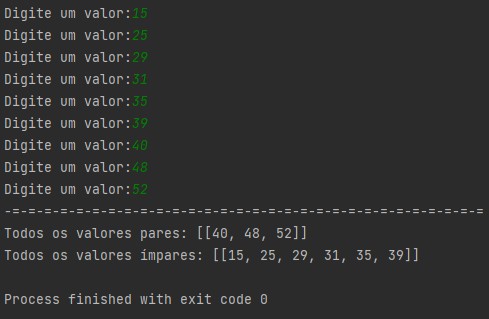 Digite um valor:15
Digite um valor:25
Digite um valor:29
Digite um valor:31
Digite um valor:35
Digite um valor:39
Digite um valor:40
Digite um valor:48
Digite um valor:52
-=-=-=-=-=-=-=-=-=-=-=-=-=-=-=-=-=-=-=-=-=-=-=-=-=-=-=-=-=-=
Todos os valores pares: [[40, 48, 52]]
Todos os valores ímpares: [[15, 25, 29, 31, 35, 39]]
Process finished with exit code 0